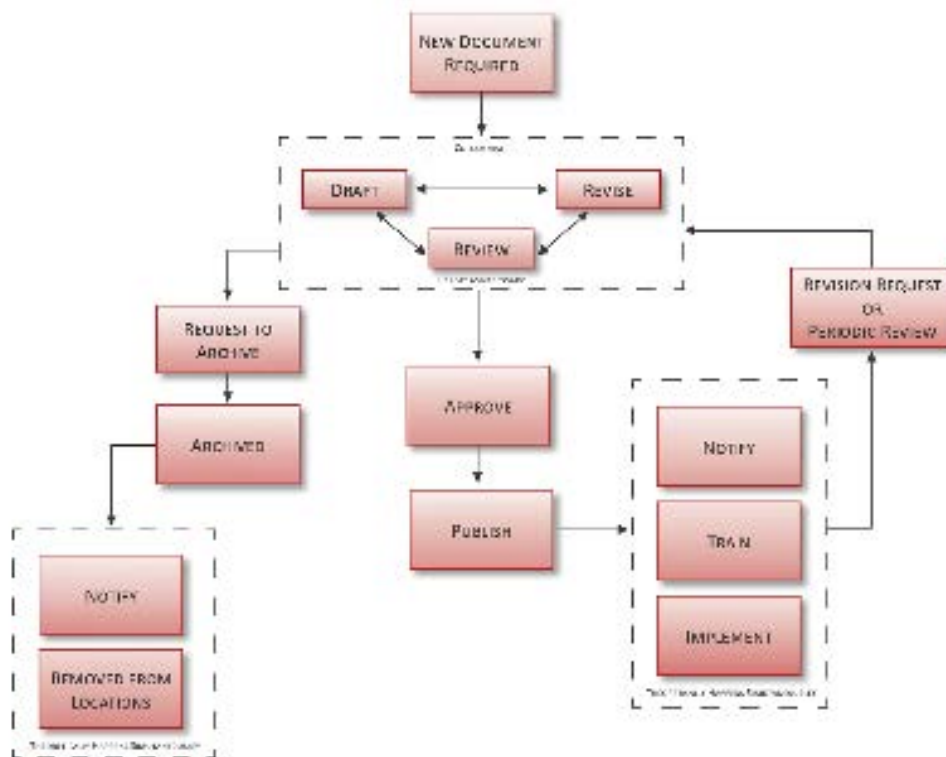 NEW DOCUMENT
REQUIRED
DRAFT
REVISE
REVIEW
REVISION REQUEST
OR
PERIODIC REVIEW
REQUEST TO
ARCHIVE
APPROVE
ARCHIVED
NOTIFY
PUBLISH
TRAIN
NOTIFY
IMPLEMENT
REMOVED FROM
LOCATIONS